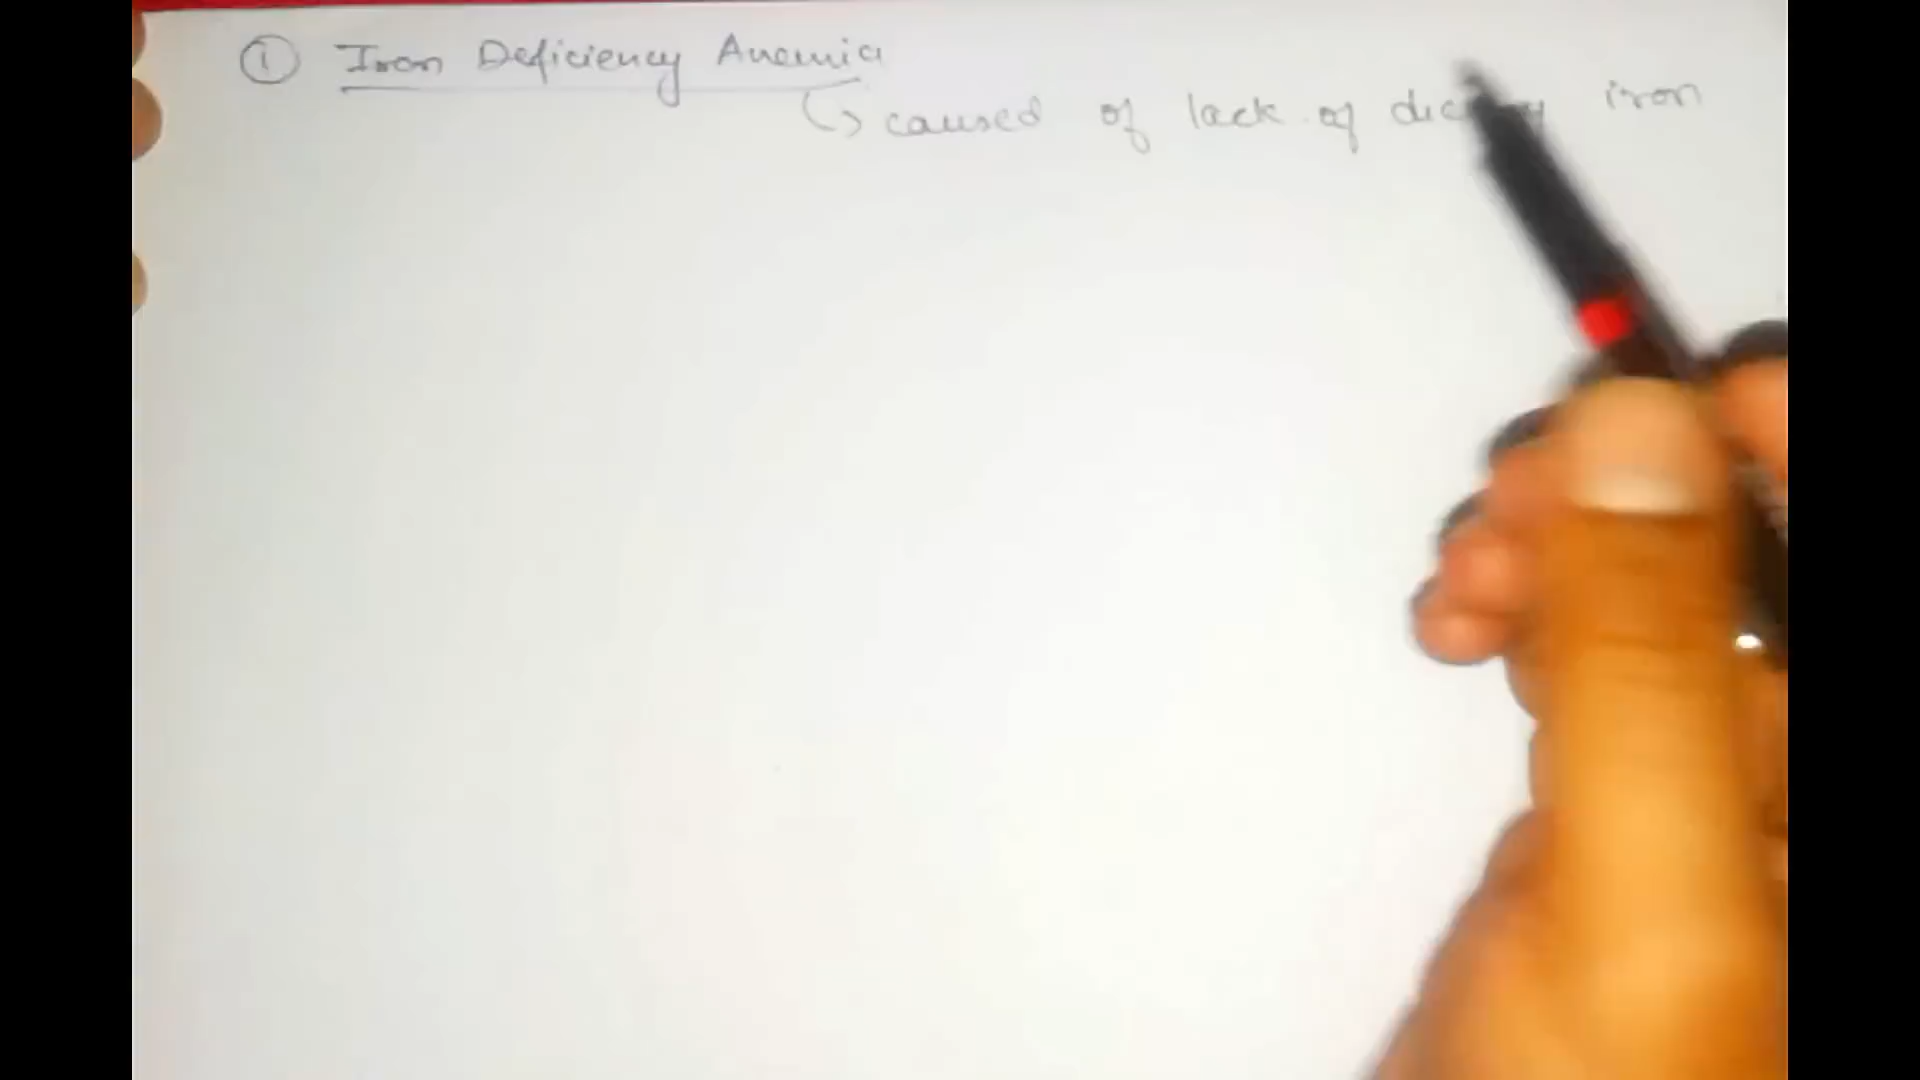 ① Iron Deficiency Anemia
↳ caused of lack of iron